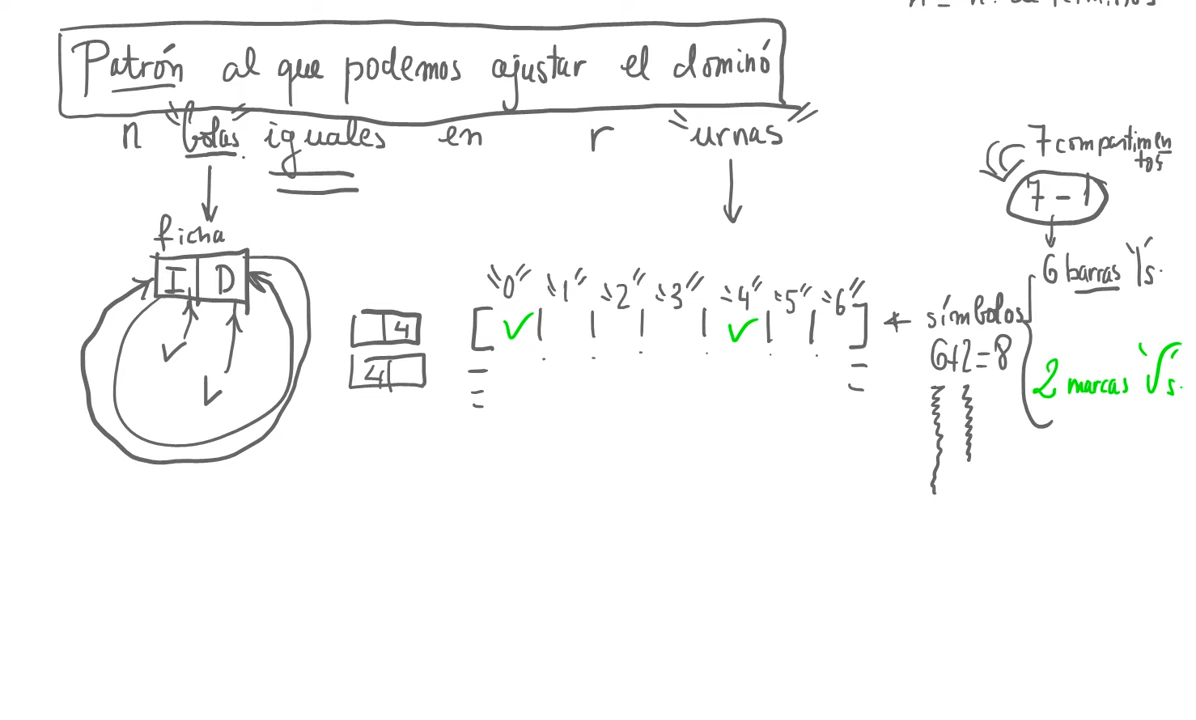 Patrón al que podemos ajustar el dominó
n "bolas" iguales en r "urnas"
7 compartimentos
7 - 1
ficha
I D
6 barras "|"s.
"0" "1" "2" "3" "4" "5" "6"
[ ✓ | | | | ✓ | | ]
símbolos
4
6+2=8
4
2 marcas "✓"s.